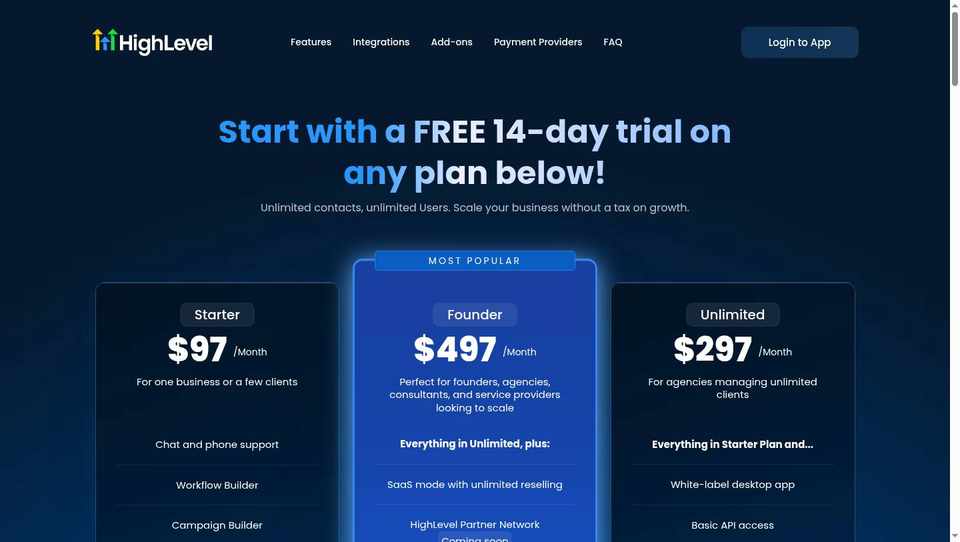 HighLevel
Features
Integrations
Add-ons
Payment Providers
FAQ
Login to App
Start with a FREE 14-day trial on
any plan below!
Unlimited contacts, unlimited Users. Scale your business without a tax on growth.
Starter
$97 /Month
For one business or a few clients
Chat and phone support
Workflow Builder
Campaign Builder
MOST POPULAR
Founder
$497 /Month
Perfect for founders, agencies,
consultants, and service providers
looking to scale
Everything in Unlimited, plus:
SaaS mode with unlimited reselling
HighLevel Partner Network
Coming soon
Unlimited
$297 /Month
For agencies managing unlimited
clients
Everything in Starter Plan and...
White-label desktop app
Basic API access